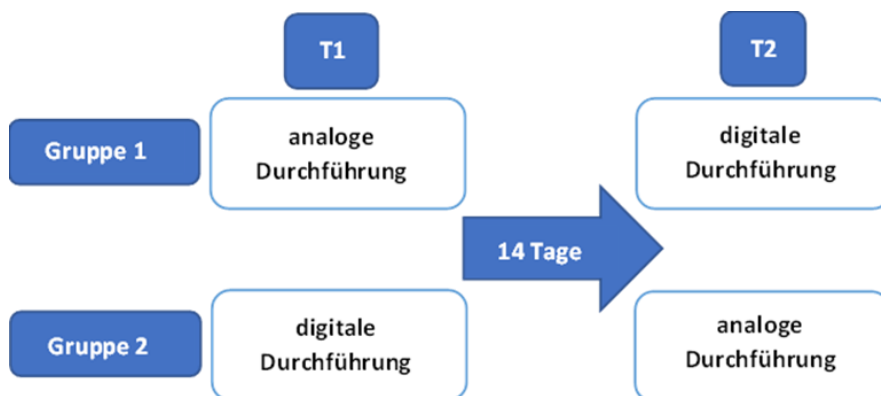 T1
T2
Gruppe 1
analoge
Durchführung
digitale
Durchführung
14 Tage
Gruppe 2
digitale
Durchführung
analoge
Durchführung